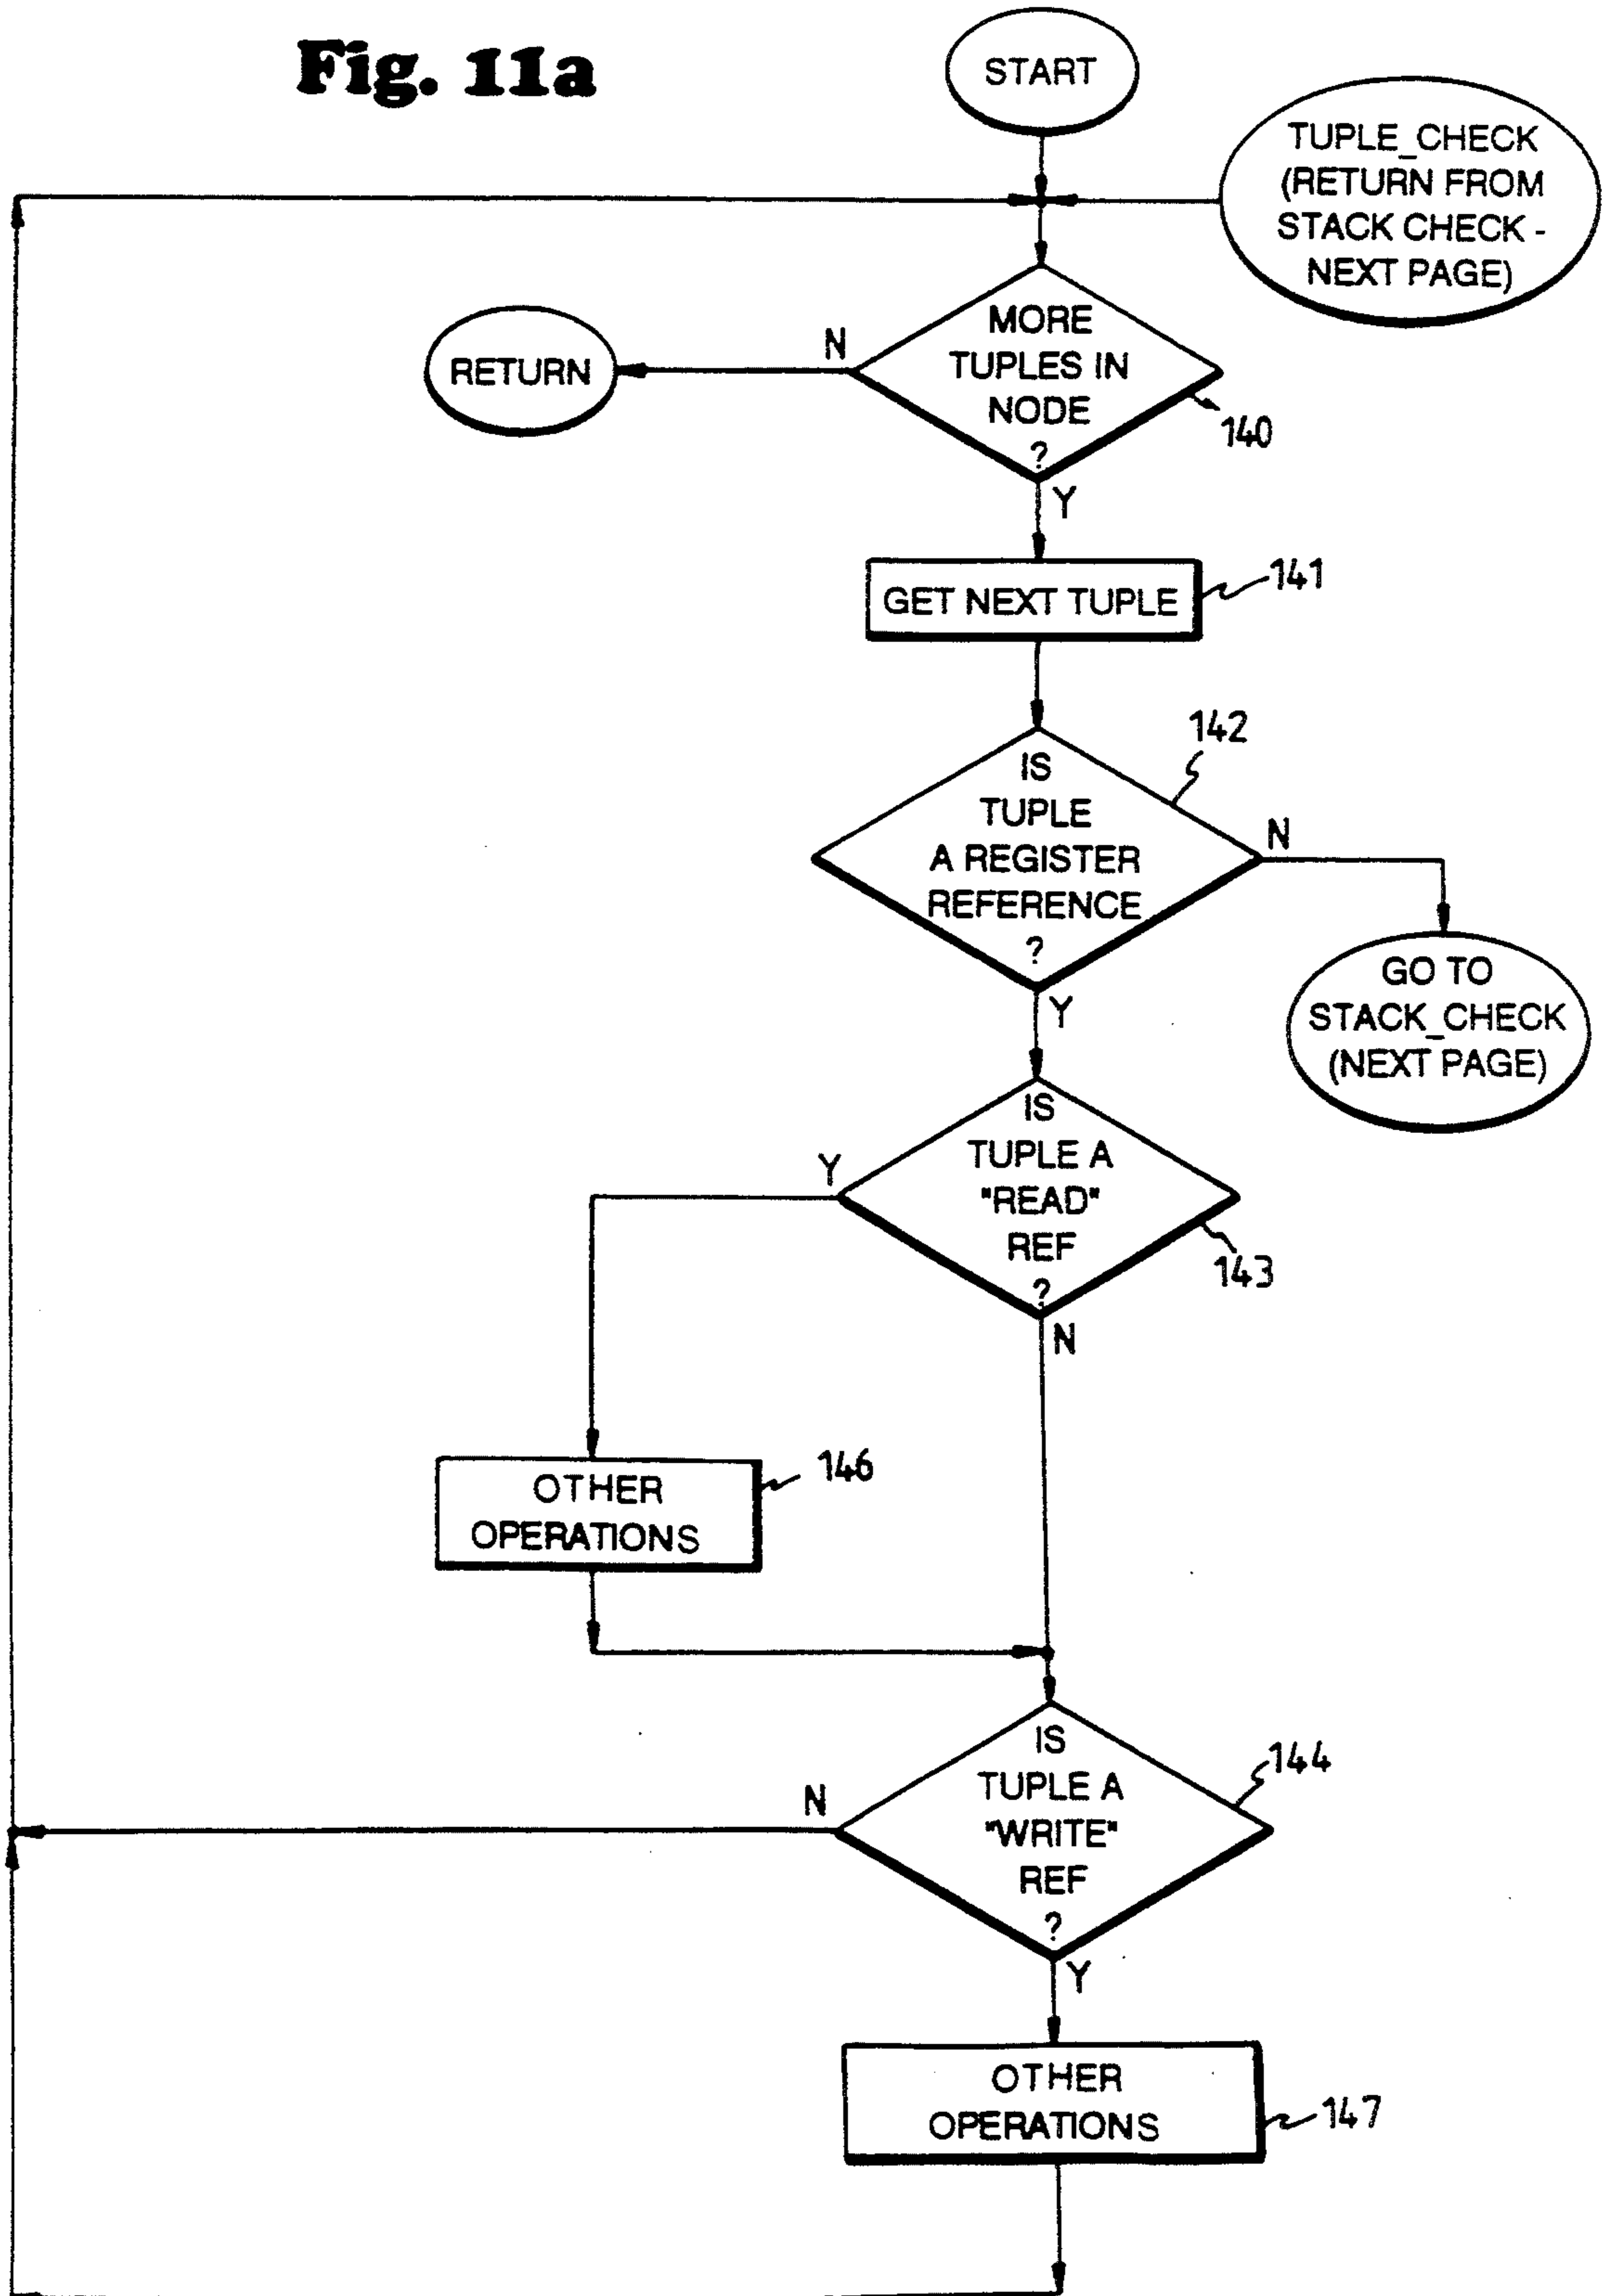 Fig. 11a
START
TUPLE_CHECK
(RETURN FROM
STACK CHECK -
NEXT PAGE)
MORE
TUPLES IN
NODE
?
N
RETURN
140
Y
GET NEXT TUPLE
141
142
IS
TUPLE
A REGISTER
REFERENCE
?
N
Y
GO TO
STACK_CHECK
(NEXT PAGE)
IS
TUPLE A
"READ"
REF
?
Y
143
N
OTHER
OPERATIONS
146
IS
TUPLE A
"WRITE"
REF
?
144
N
Y
OTHER
OPERATIONS
147